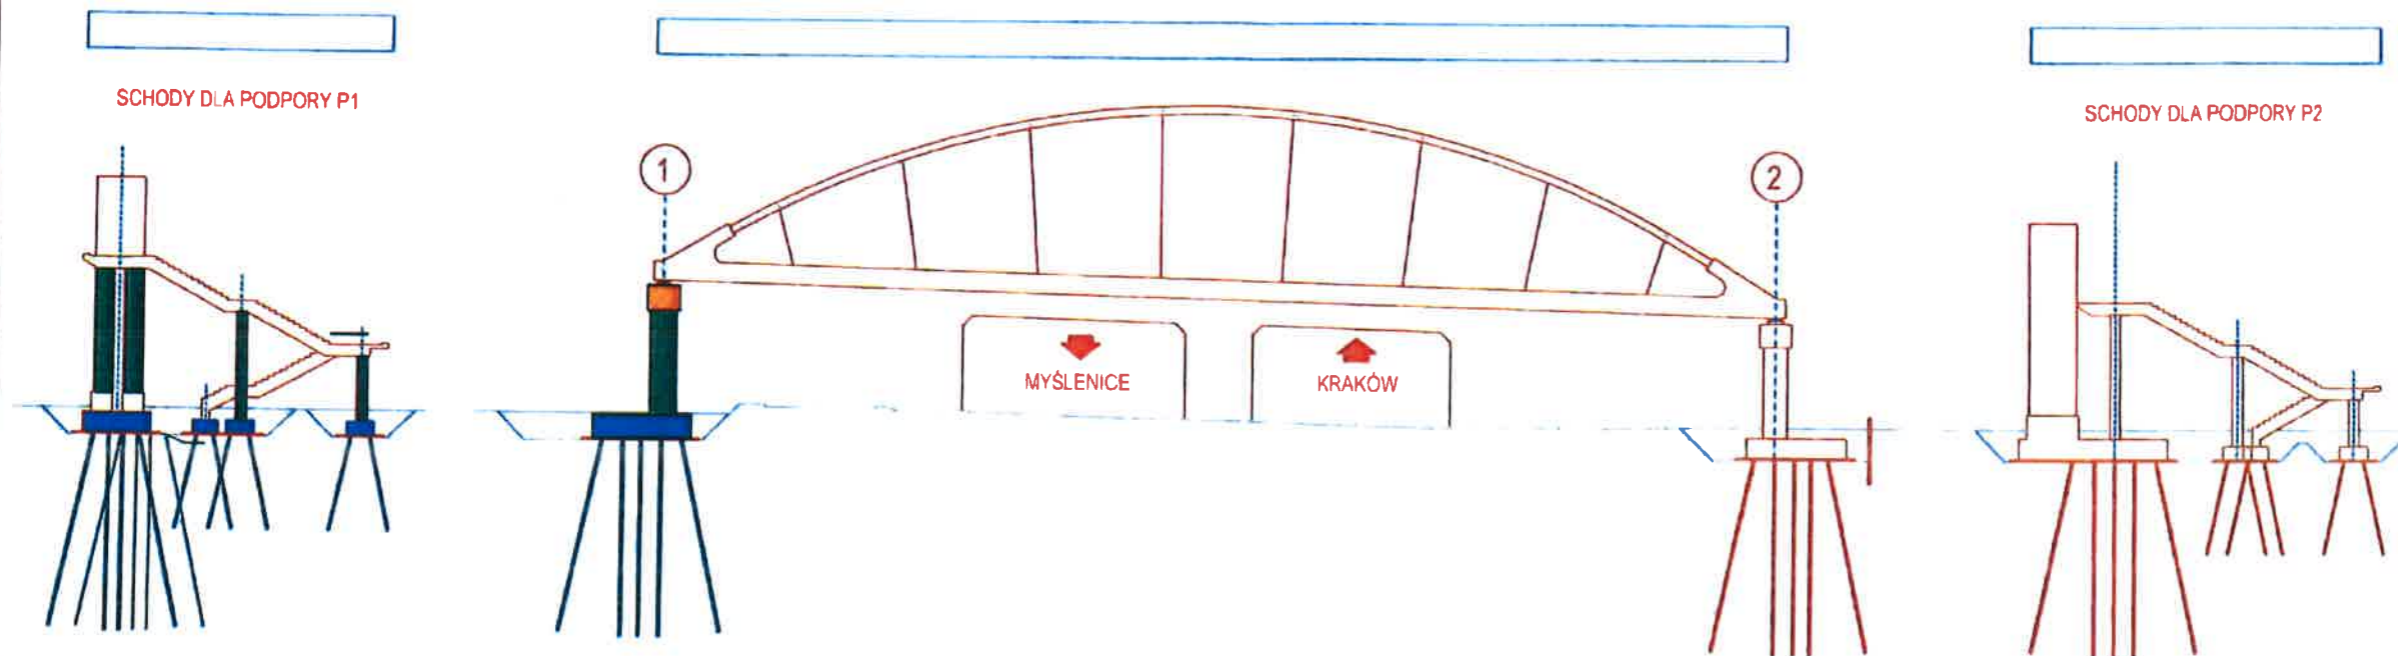 SCHODY DLA PODPORY P1
SCHODY DLA PODPORY P2
1
2
MYŚLENICE
KRAKÓW